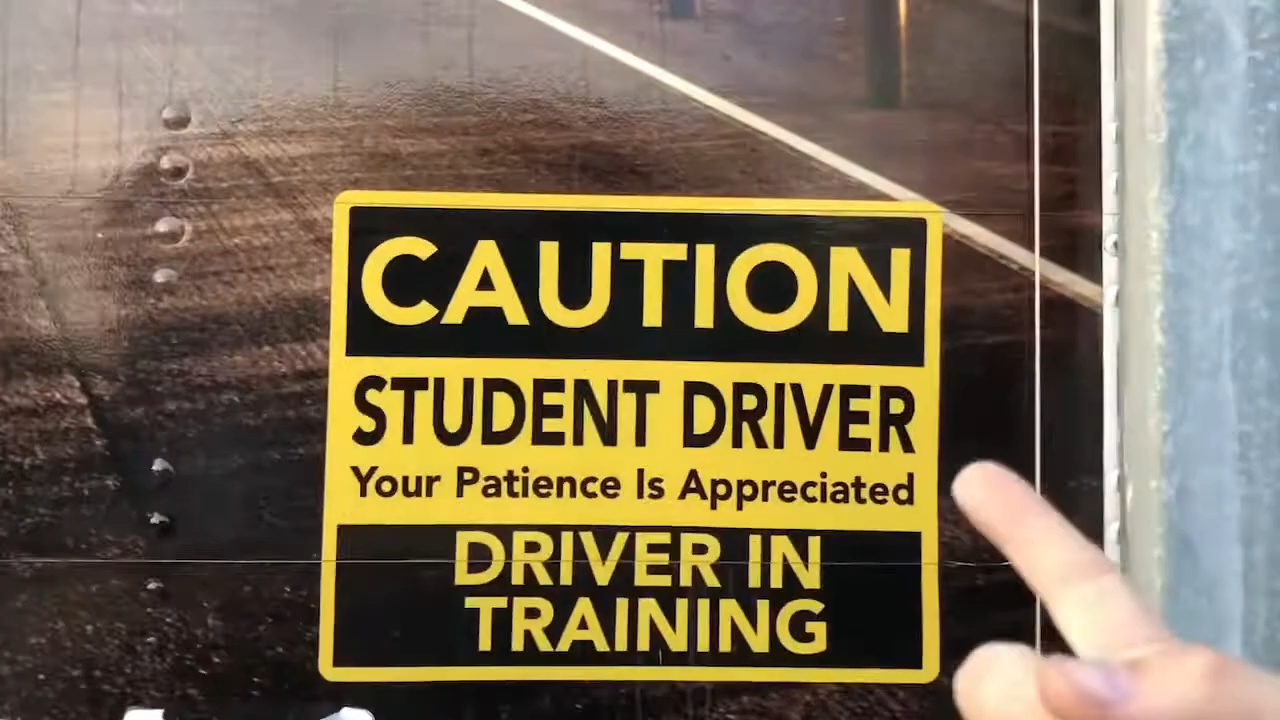 CAUTION
STUDENT DRIVER
Your Patience Is Appreciated
DRIVER IN
TRAINING